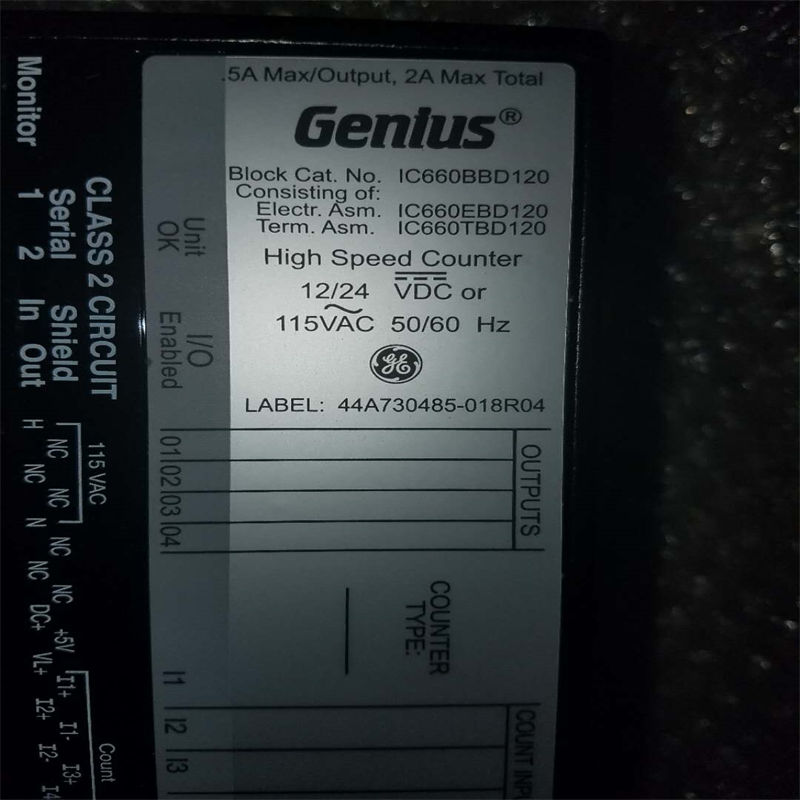 .5A Max/Output, 2A Max Total
Genius®
Block Cat. No. IC660BBD120
Consisting of:
Electr. Asm. IC660EBD120
Term. Asm. IC660TBD120
High Speed Counter
12/24 VDC or
115VAC 50/60 Hz
GE
LABEL: 44A730485-018R04
OUTPUTS
COUNTER
TYPE:
Unit
OK
I/O
Enabled
01 02 03 04
I1 I2 I3
CLASS 2 CIRCUIT
Serial Shield
1 2 In Out
Monitor
115 VAC
NC NC NC NC +5V I1+ I1- I3+
H NC N NC DC+ VL+ I2+ I2- I4
Count
COUNT